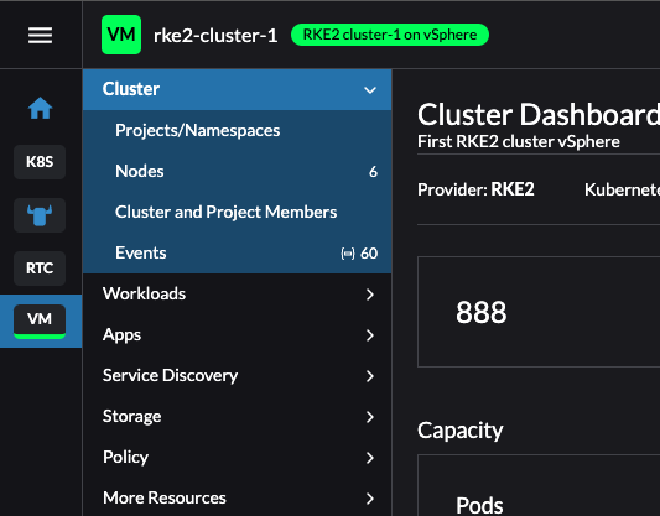 VM rke2-cluster-1 RKE2 cluster-1 on vSphere
K8S
RTC
VM
Cluster
Projects/Namespaces
Nodes 6
Cluster and Project Members
Events 60
Workloads
Apps
Service Discovery
Storage
Policy
More Resources
Cluster Dashboard
First RKE2 cluster vSphere
Provider: RKE2 Kubernete
888
Capacity
Pods